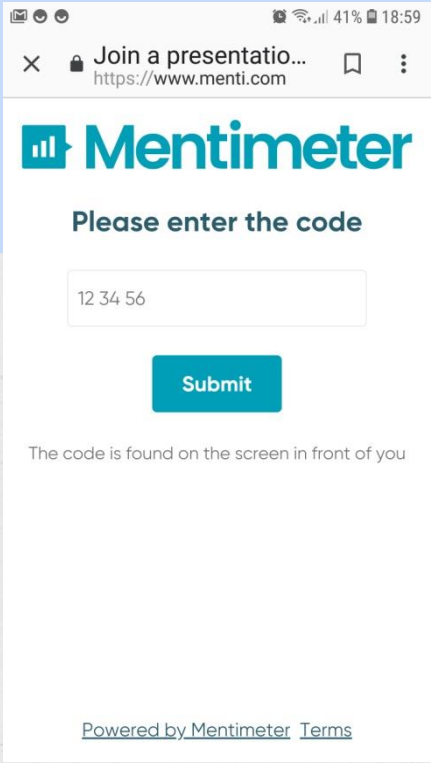 41% 18:59
Join a presentatio...
https://www.menti.com
Mentimeter
Please enter the code
12 34 56
Submit
The code is found on the screen in front of you
Powered by Mentimeter Terms